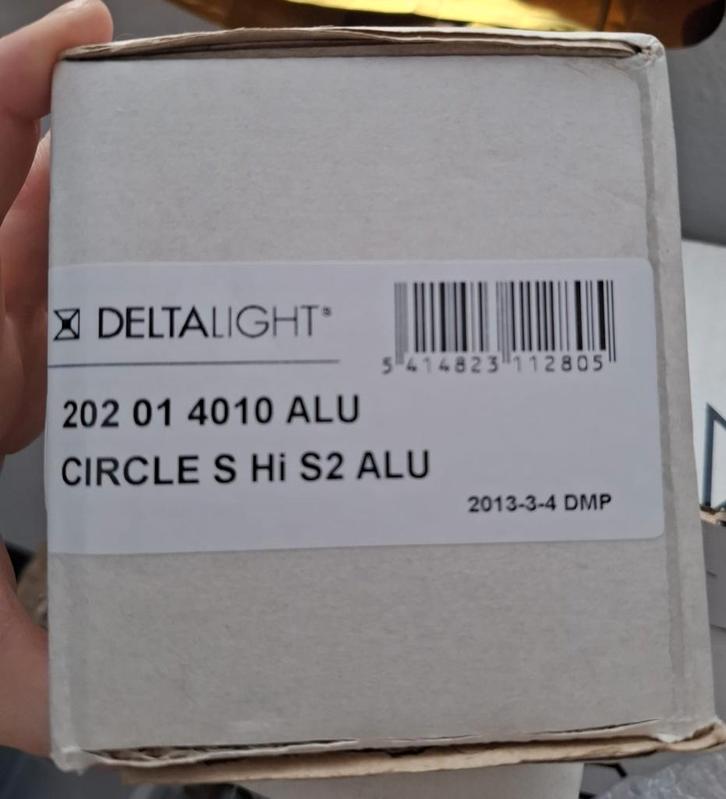 DELTALIGHT®
5 414823 112805
202 01 4010 ALU
CIRCLE S Hi S2 ALU
2013-3-4 DMP